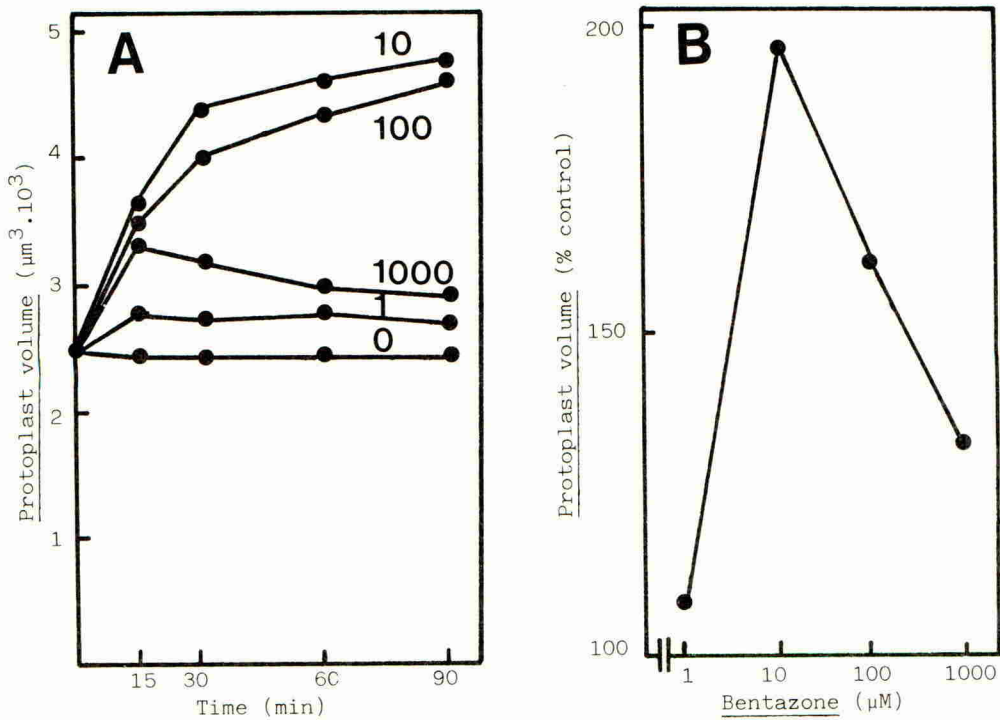 A
5
4
3
2
1
10
100
1000
1
0
15 30 60 90
Time (min)
Protoplast volume (µm³.10³)
B
200
150
100
1 10 100 1000
Bentazone (µM)
Protoplast volume (% control)